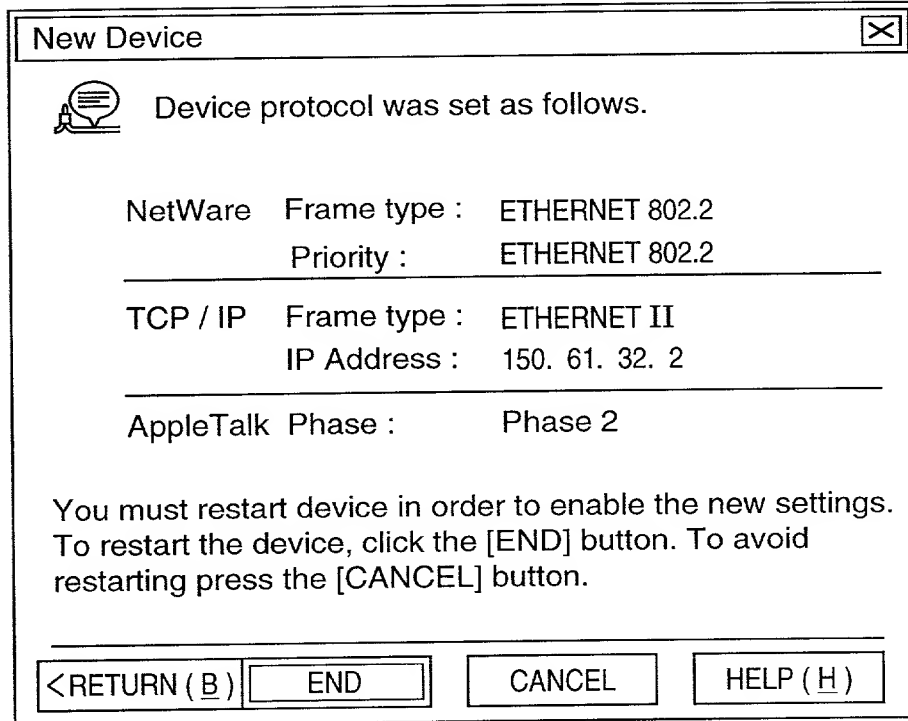 New Device
Device protocol was set as follows.
NetWare Frame type : ETHERNET 802.2
Priority : ETHERNET 802.2
TCP / IP Frame type : ETHERNET II
IP Address : 150. 61. 32. 2
AppleTalk Phase : Phase 2
You must restart device in order to enable the new settings.
To restart the device, click the [END] button. To avoid
restarting press the [CANCEL] button.
<RETURN ( B ) END CANCEL HELP ( H )